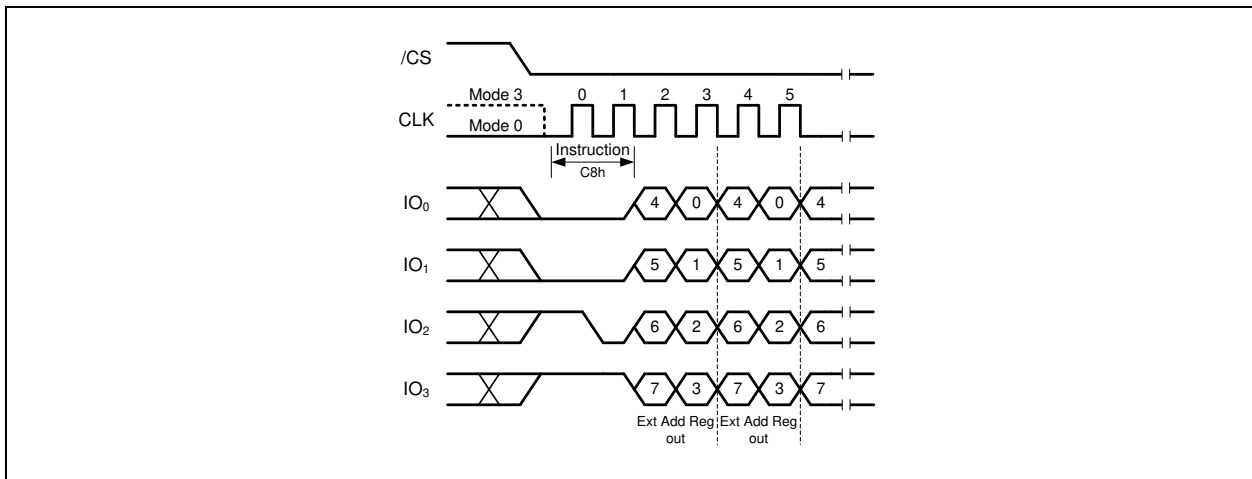 /CS
Mode 3 0 1 2 3 4 5
CLK
Mode 0
Instruction
C8h
IO₀ 4 0 4 0 4
IO₁ 5 1 5 1 5
IO₂ 6 2 6 2 6
IO₃ 7 3 7 3 7
Ext Add Reg out
Ext Add Reg out